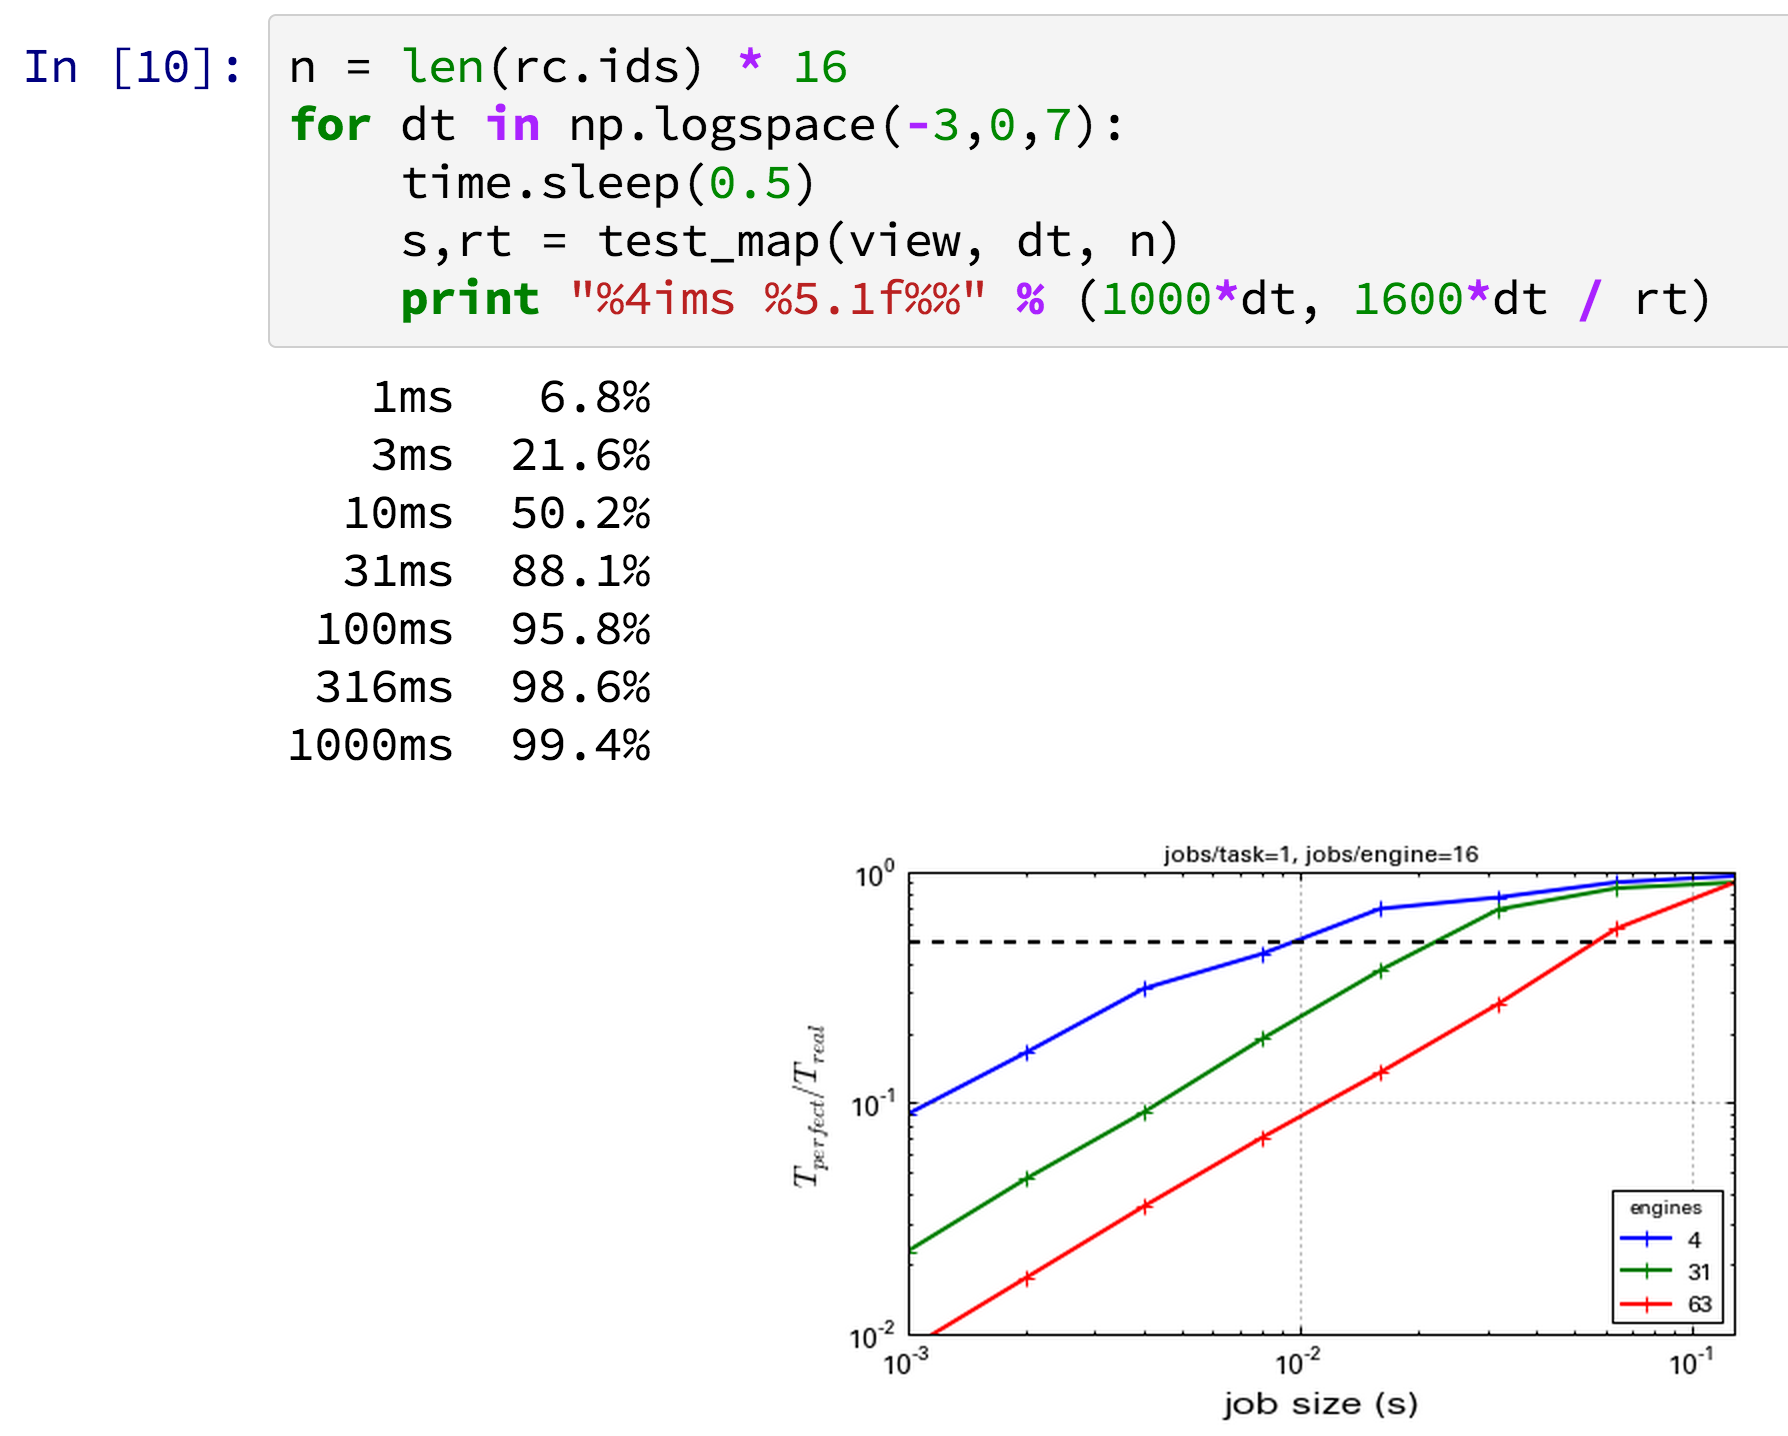 In [10]: n = len(rc.ids) * 16
for dt in np.logspace(-3,0,7):
    time.sleep(0.5)
    s,rt = test_map(view, dt, n)
    print "%4ims %5.1f%%" % (1000*dt, 1600*dt / rt)
1ms 6.8%
3ms 21.6%
10ms 50.2%
31ms 88.1%
100ms 95.8%
316ms 98.6%
1000ms 99.4%
jobs/task=1, jobs/engine=16
10^0
10^-1
10^-2
T_perfect/T_real
engines
4
31
63
10^-3 10^-2 10^-1
job size (s)